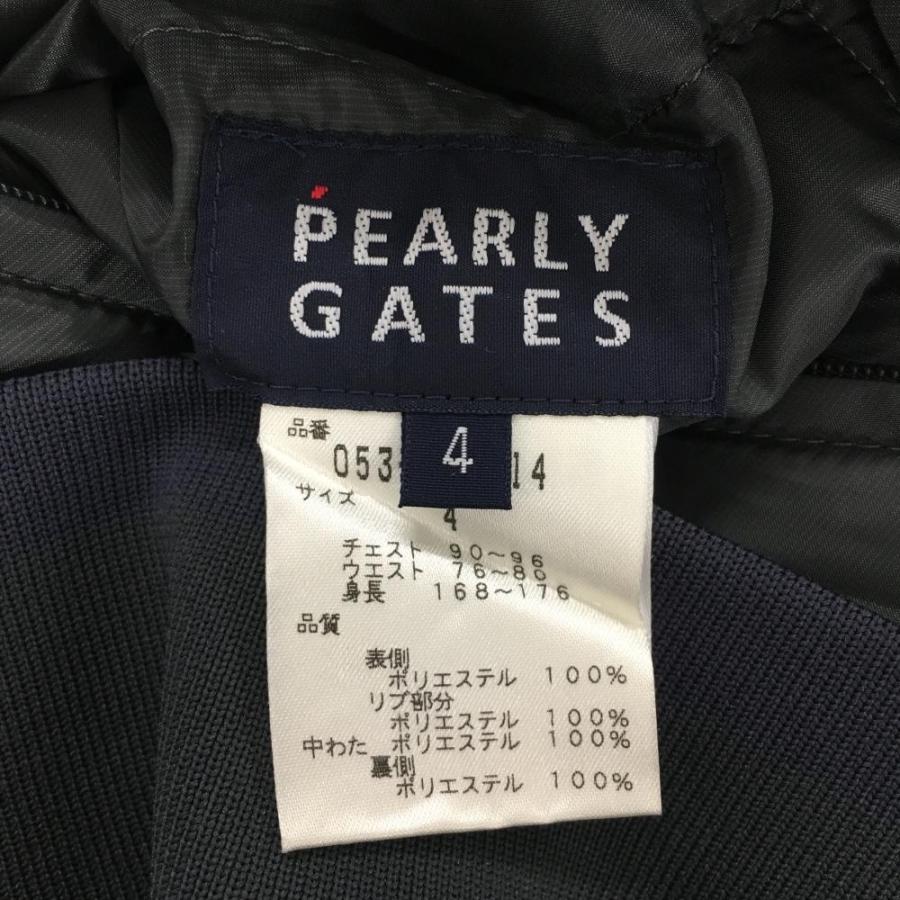 PEARLY
GATES
4
品番
053 14
サイズ
4
チェスト 90～96
ウエスト 76～80
身長 168～176
品質
表側
ポリエステル 100%
リブ部分
ポリエステル 100%
中わた ポリエステル 100%
裏側
ポリエステル 100%